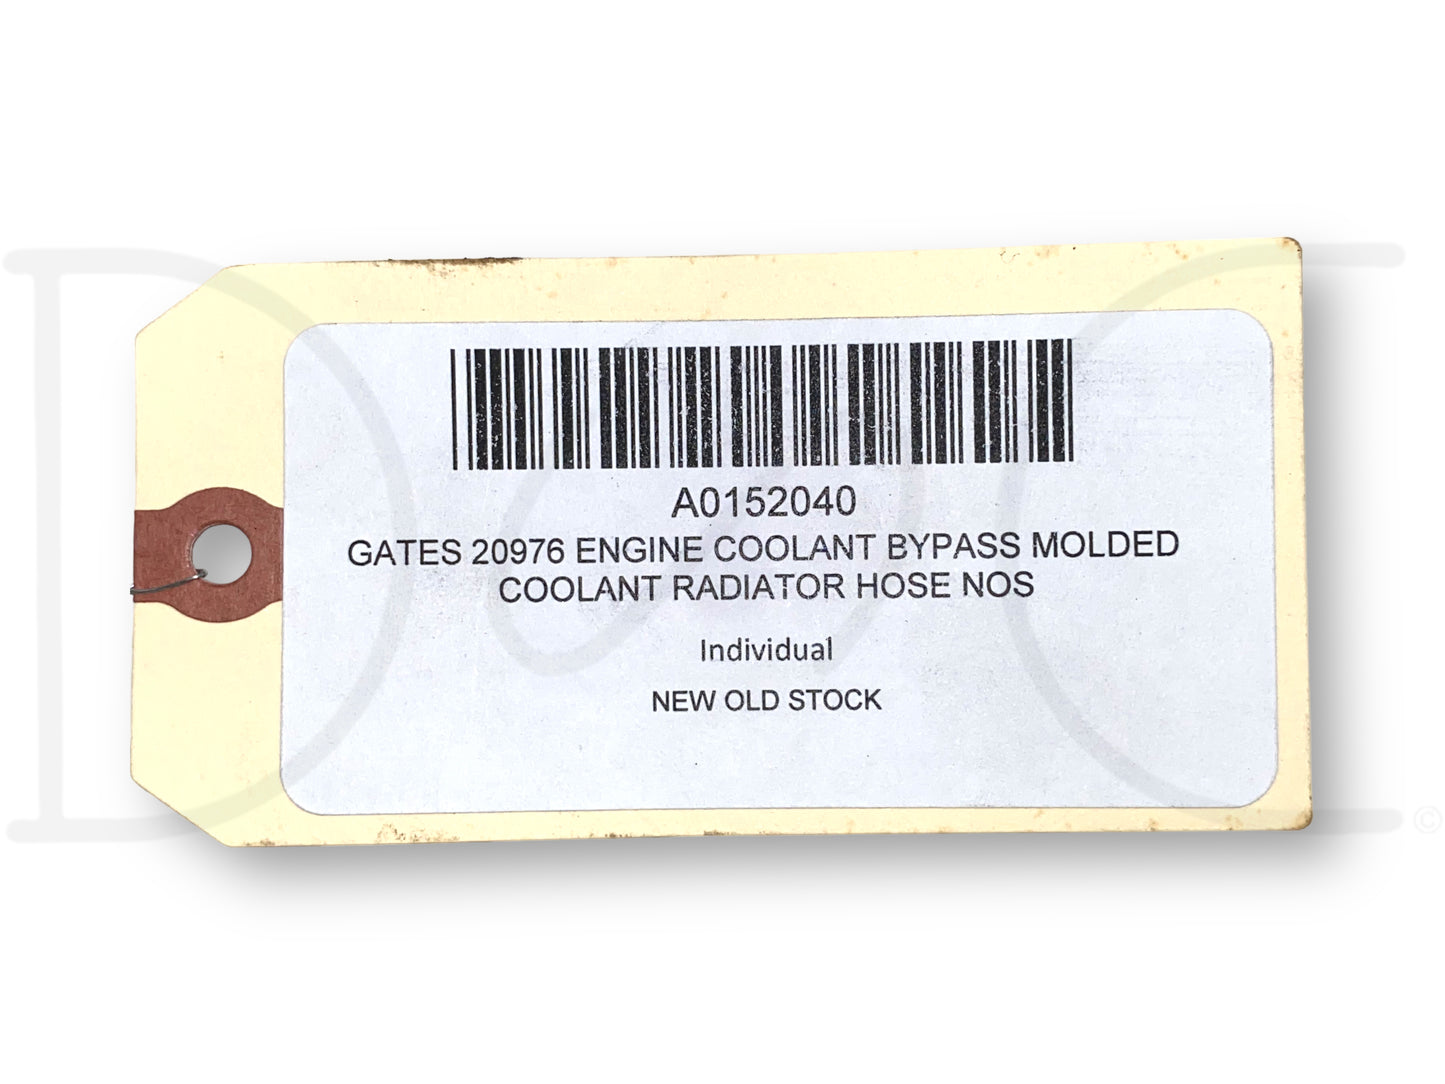 A0152040
GATES 20976 ENGINE COOLANT BYPASS MOLDED
COOLANT RADIATOR HOSE NOS
Individual
NEW OLD STOCK
©